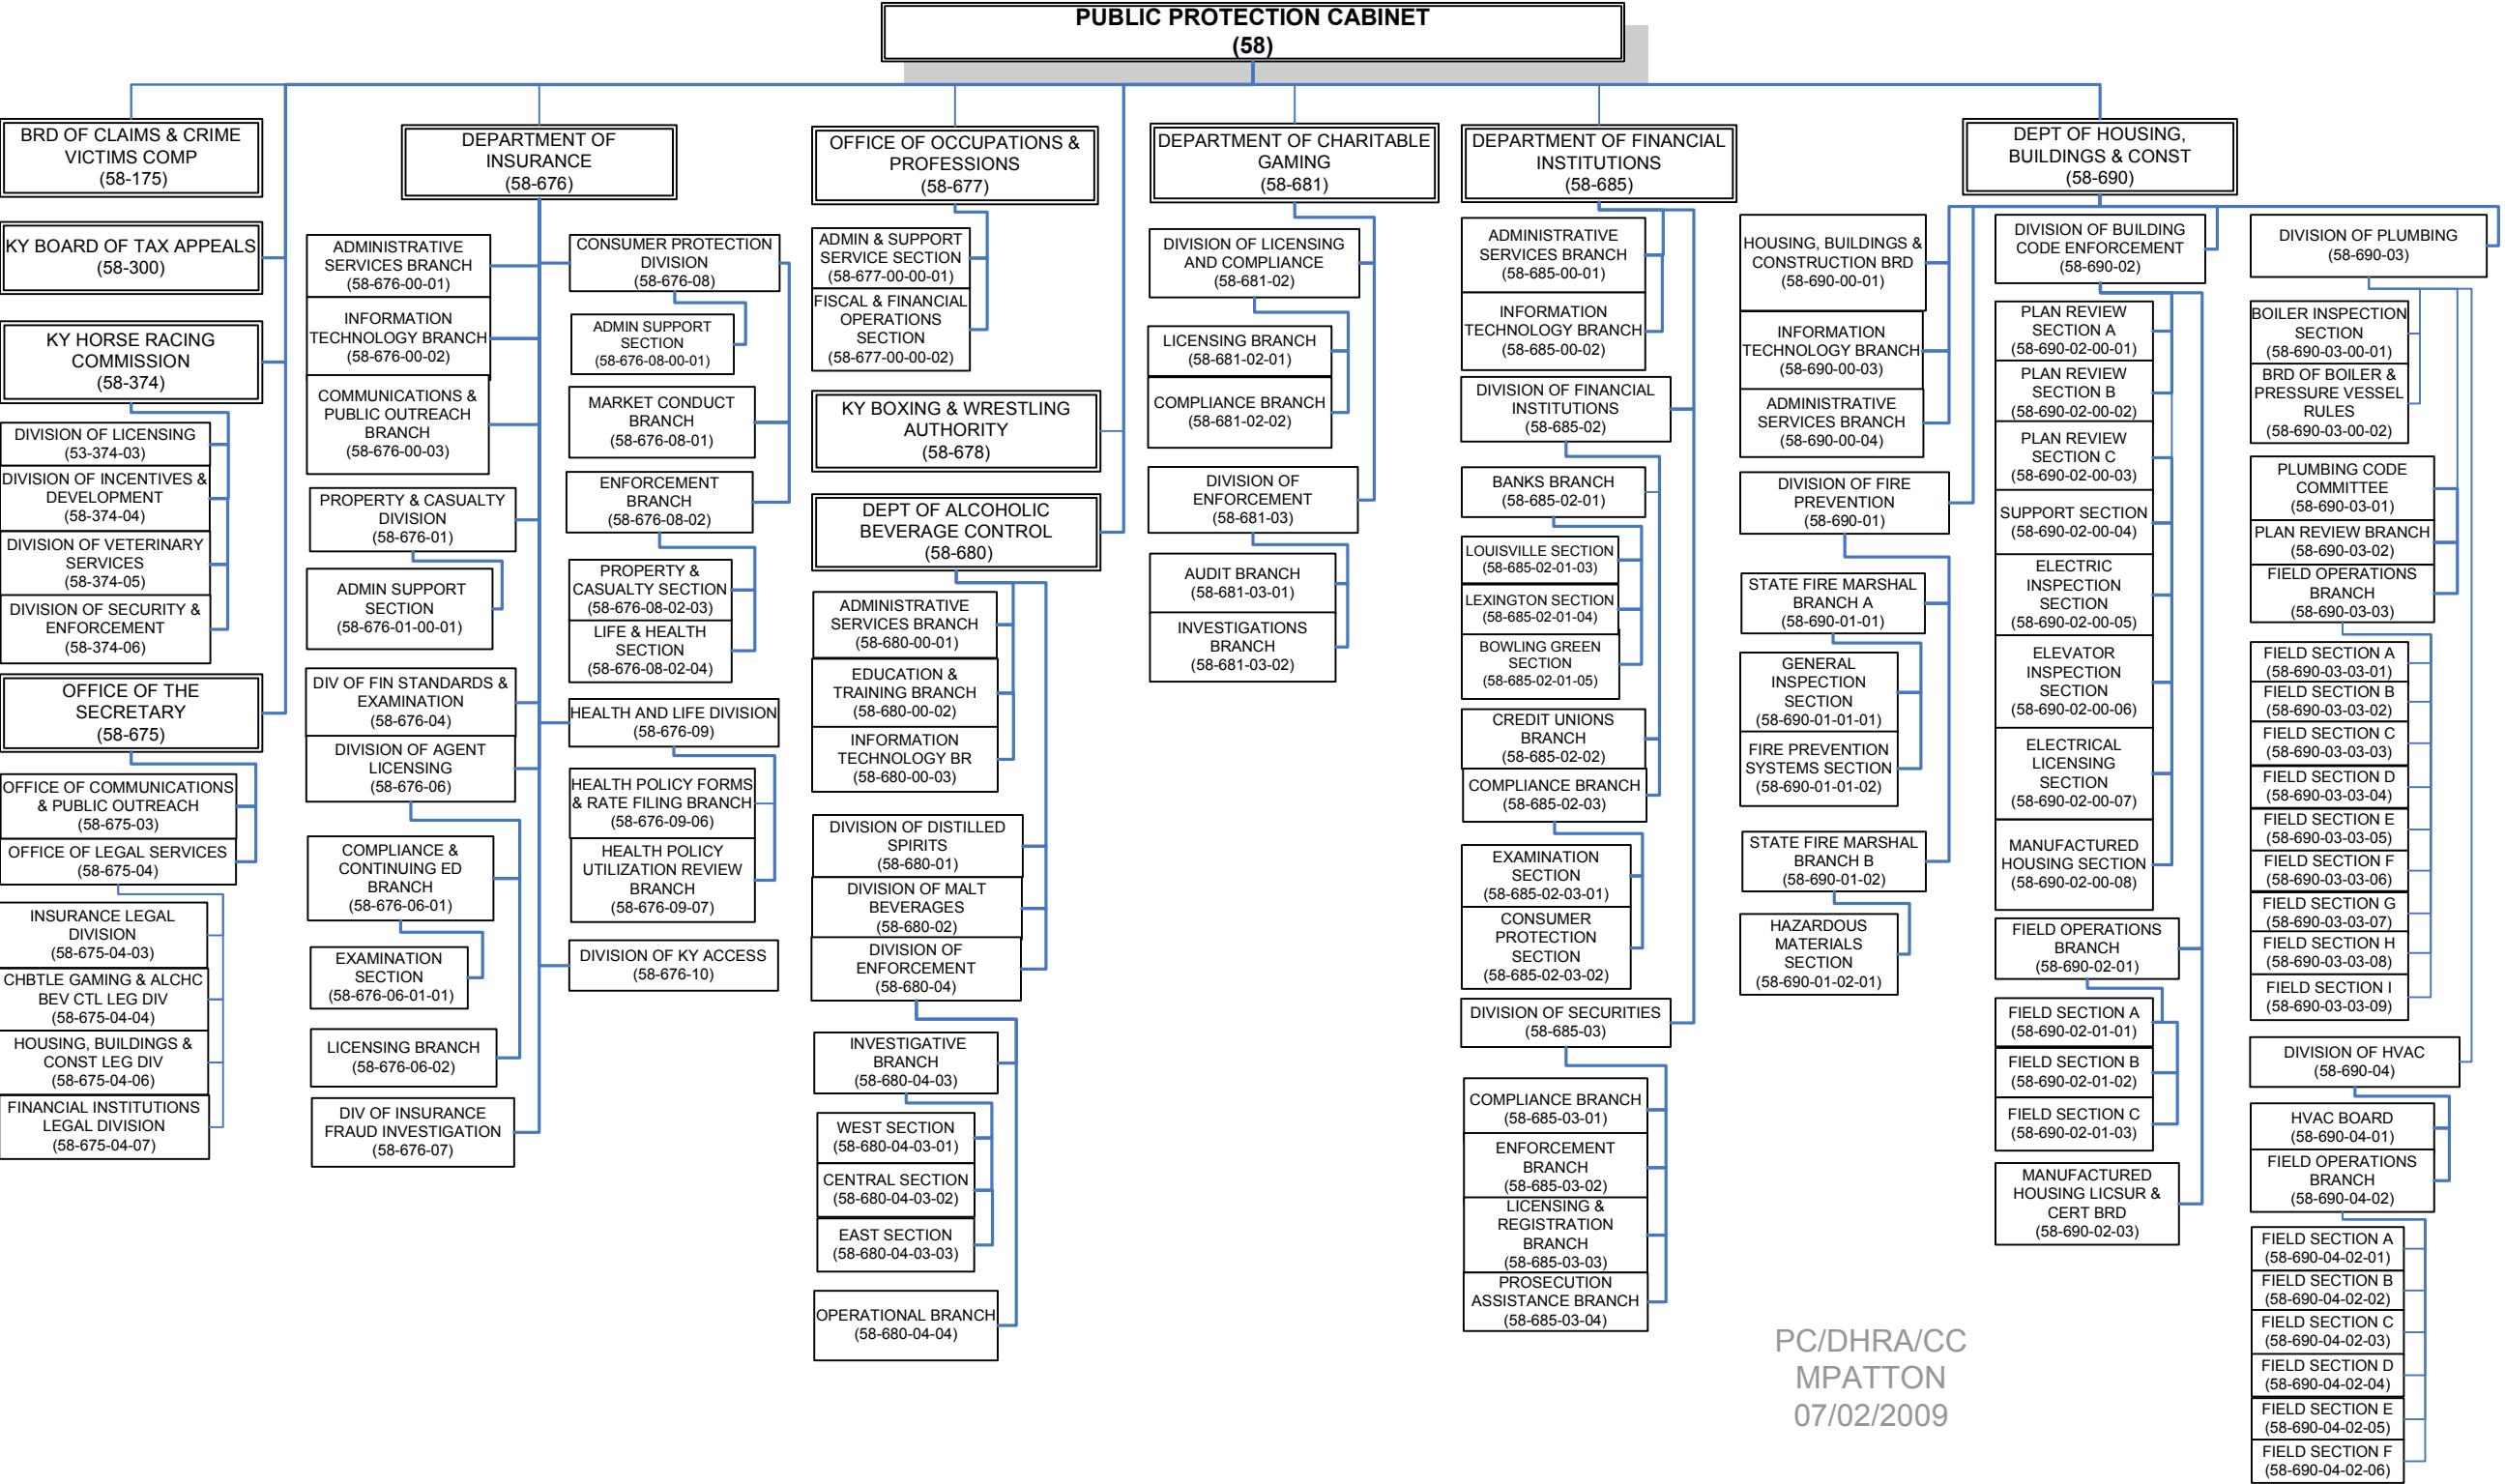 PUBLIC PROTECTION CABINET
(58)
BRD OF CLAIMS & CRIME
VICTIMS COMP
(58-175)
KY BOARD OF TAX APPEALS
(58-300)
KY HORSE RACING
COMMISSION
(58-374)
DIVISION OF LICENSING
(53-374-03)
DIVISION OF INCENTIVES &
DEVELOPMENT
(58-374-04)
DIVISION OF VETERINARY
SERVICES
(58-374-05)
DIVISION OF SECURITY &
ENFORCEMENT
(58-374-06)
OFFICE OF THE
SECRETARY
(58-675)
OFFICE OF COMMUNICATIONS
& PUBLIC OUTREACH
(58-675-03)
OFFICE OF LEGAL SERVICES
(58-675-04)
INSURANCE LEGAL
DIVISION
(58-675-04-03)
CHBTLE GAMING & ALCHC
BEV CTL LEG DIV
(58-675-04-04)
HOUSING, BUILDINGS &
CONST LEG DIV
(58-675-04-06)
FINANCIAL INSTITUTIONS
LEGAL DIVISION
(58-675-04-07)
DEPARTMENT OF
INSURANCE
(58-676)
ADMINISTRATIVE
SERVICES BRANCH
(58-676-00-01)
INFORMATION
TECHNOLOGY BRANCH
(58-676-00-02)
COMMUNICATIONS &
PUBLIC OUTREACH
BRANCH
(58-676-00-03)
PROPERTY & CASUALTY
DIVISION
(58-676-01)
ADMIN SUPPORT
SECTION
(58-676-01-00-01)
DIV OF FIN STANDARDS &
EXAMINATION
(58-676-04)
DIVISION OF AGENT
LICENSING
(58-676-06)
COMPLIANCE &
CONTINUING ED
BRANCH
(58-676-06-01)
EXAMINATION
SECTION
(58-676-06-01-01)
LICENSING BRANCH
(58-676-06-02)
DIV OF INSURANCE
FRAUD INVESTIGATION
(58-676-07)
CONSUMER PROTECTION
DIVISION
(58-676-08)
ADMIN SUPPORT
SECTION
(58-676-08-00-01)
MARKET CONDUCT
BRANCH
(58-676-08-01)
ENFORCEMENT
BRANCH
(58-676-08-02)
PROPERTY &
CASUALTY SECTION
(58-676-08-02-03)
LIFE & HEALTH
SECTION
(58-676-08-02-04)
HEALTH AND LIFE DIVISION
(58-676-09)
HEALTH POLICY FORMS
& RATE FILING BRANCH
(58-676-09-06)
HEALTH POLICY
UTILIZATION REVIEW
BRANCH
(58-676-09-07)
DIVISION OF KY ACCESS
(58-676-10)
OFFICE OF OCCUPATIONS &
PROFESSIONS
(58-677)
ADMIN & SUPPORT
SERVICE SECTION
(58-677-00-00-01)
FISCAL & FINANCIAL
OPERATIONS
SECTION
(58-677-00-00-02)
KY BOXING & WRESTLING
AUTHORITY
(58-678)
DEPT OF ALCOHOLIC
BEVERAGE CONTROL
(58-680)
ADMINISTRATIVE
SERVICES BRANCH
(58-680-00-01)
EDUCATION &
TRAINING BRANCH
(58-680-00-02)
INFORMATION
TECHNOLOGY BR
(58-680-00-03)
DIVISION OF DISTILLED
SPIRITS
(58-680-01)
DIVISION OF MALT
BEVERAGES
(58-680-02)
DIVISION OF
ENFORCEMENT
(58-680-04)
INVESTIGATIVE
BRANCH
(58-680-04-03)
WEST SECTION
(58-680-04-03-01)
CENTRAL SECTION
(58-680-04-03-02)
EAST SECTION
(58-680-04-03-03)
OPERATIONAL BRANCH
(58-680-04-04)
DEPARTMENT OF CHARITABLE
GAMING
(58-681)
DIVISION OF LICENSING
AND COMPLIANCE
(58-681-02)
LICENSING BRANCH
(58-681-02-01)
COMPLIANCE BRANCH
(58-681-02-02)
DIVISION OF
ENFORCEMENT
(58-681-03)
AUDIT BRANCH
(58-681-03-01)
INVESTIGATIONS
BRANCH
(58-681-03-02)
DEPARTMENT OF FINANCIAL
INSTITUTIONS
(58-685)
ADMINISTRATIVE
SERVICES BRANCH
(58-685-00-01)
INFORMATION
TECHNOLOGY BRANCH
(58-685-00-02)
DIVISION OF FINANCIAL
INSTITUTIONS
(58-685-02)
BANKS BRANCH
(58-685-02-01)
LOUISVILLE SECTION
(58-685-02-01-03)
LEXINGTON SECTION
(58-685-02-01-04)
BOWLING GREEN
SECTION
(58-685-02-01-05)
CREDIT UNIONS
BRANCH
(58-685-02-02)
COMPLIANCE BRANCH
(58-685-02-03)
EXAMINATION
SECTION
(58-685-02-03-01)
CONSUMER
PROTECTION
SECTION
(58-685-02-03-02)
DIVISION OF SECURITIES
(58-685-03)
COMPLIANCE BRANCH
(58-685-03-01)
ENFORCEMENT
BRANCH
(58-685-03-02)
LICENSING &
REGISTRATION
BRANCH
(58-685-03-03)
PROSECUTION
ASSISTANCE BRANCH
(58-685-03-04)
DEPT OF HOUSING,
BUILDINGS & CONST
(58-690)
HOUSING, BUILDINGS &
CONSTRUCTION BRD
(58-690-00-01)
INFORMATION
TECHNOLOGY BRANCH
(58-690-00-03)
ADMINISTRATIVE
SERVICES BRANCH
(58-690-00-04)
DIVISION OF FIRE
PREVENTION
(58-690-01)
STATE FIRE MARSHAL
BRANCH A
(58-690-01-01)
GENERAL
INSPECTION
SECTION
(58-690-01-01-01)
FIRE PREVENTION
SYSTEMS SECTION
(58-690-01-01-02)
STATE FIRE MARSHAL
BRANCH B
(58-690-01-02)
HAZARDOUS
MATERIALS
SECTION
(58-690-01-02-01)
DIVISION OF BUILDING
CODE ENFORCEMENT
(58-690-02)
PLAN REVIEW
SECTION A
(58-690-02-00-01)
PLAN REVIEW
SECTION B
(58-690-02-00-02)
PLAN REVIEW
SECTION C
(58-690-02-00-03)
SUPPORT SECTION
(58-690-02-00-04)
ELECTRIC
INSPECTION
SECTION
(58-690-02-00-05)
ELEVATOR
INSPECTION
SECTION
(58-690-02-00-06)
ELECTRICAL
LICENSING
SECTION
(58-690-02-00-07)
MANUFACTURED
HOUSING SECTION
(58-690-02-00-08)
FIELD OPERATIONS
BRANCH
(58-690-02-01)
FIELD SECTION A
(58-690-02-01-01)
FIELD SECTION B
(58-690-02-01-02)
FIELD SECTION C
(58-690-02-01-03)
MANUFACTURED
HOUSING LICSUR &
CERT BRD
(58-690-02-03)
DIVISION OF PLUMBING
(58-690-03)
BOILER INSPECTION
SECTION
(58-690-03-00-01)
BRD OF BOILER &
PRESSURE VESSEL
RULES
(58-690-03-00-02)
PLUMBING CODE
COMMITTEE
(58-690-03-01)
PLAN REVIEW BRANCH
(58-690-03-02)
FIELD OPERATIONS
BRANCH
(58-690-03-03)
FIELD SECTION A
(58-690-03-03-01)
FIELD SECTION B
(58-690-03-03-02)
FIELD SECTION C
(58-690-03-03-03)
FIELD SECTION D
(58-690-03-03-04)
FIELD SECTION E
(58-690-03-03-05)
FIELD SECTION F
(58-690-03-03-06)
FIELD SECTION G
(58-690-03-03-07)
FIELD SECTION H
(58-690-03-03-08)
FIELD SECTION I
(58-690-03-03-09)
DIVISION OF HVAC
(58-690-04)
HVAC BOARD
(58-690-04-01)
FIELD OPERATIONS
BRANCH
(58-690-04-02)
FIELD SECTION A
(58-690-04-02-01)
FIELD SECTION B
(58-690-04-02-02)
FIELD SECTION C
(58-690-04-02-03)
FIELD SECTION D
(58-690-04-02-04)
FIELD SECTION E
(58-690-04-02-05)
FIELD SECTION F
(58-690-04-02-06)
PC/DHRA/CC
MPATTON
07/02/2009